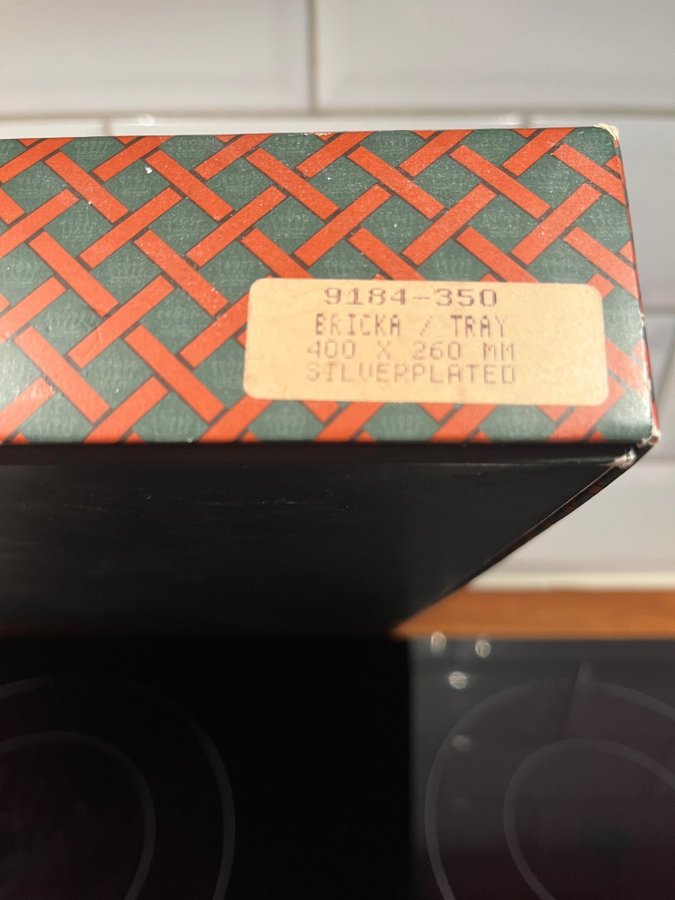 9184-350
BRICKA / TRAY
400 X 260 MM
SILVERPLATED